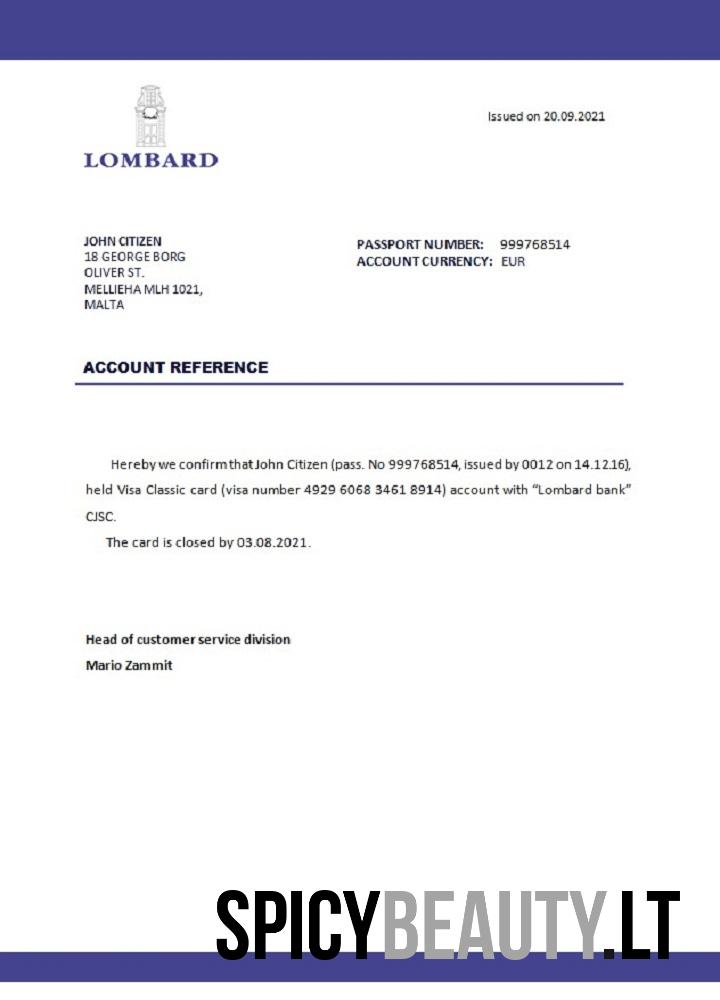 Issued on 20.09.2021
LOMBARD
JOHN CITIZEN
18 GEORGE BORG
OLIVER ST.
MELLIEHA MLH 1021,
MALTA
PASSPORT NUMBER: 999768514
ACCOUNT CURRENCY: EUR
ACCOUNT REFERENCE
Hereby we confirm that John Citizen (pass. No 999768514, issued by 0012 on 14.12.16),
held Visa Classic card (visa number 4929 6068 3461 8914) account with “Lombard bank”
CJSC.
The card is closed by 03.08.2021.
Head of customer service division
Mario Zammit
SPICYBEAUTY.LT